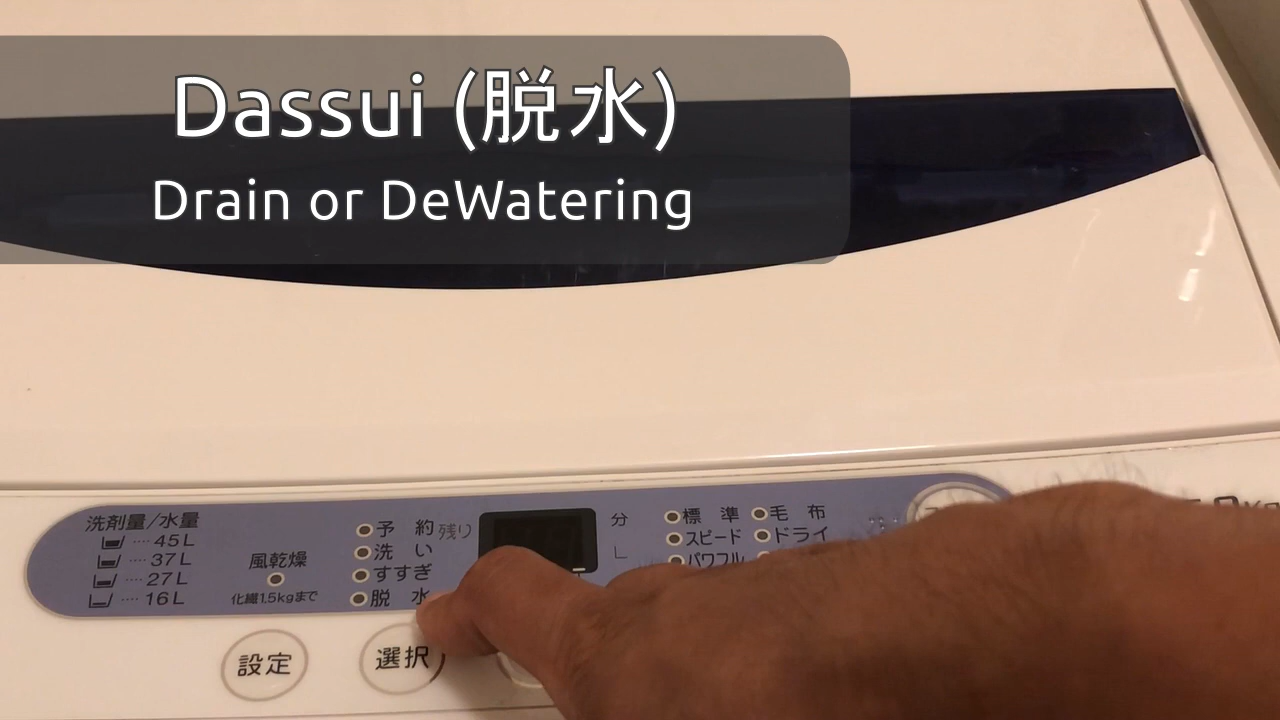 Dassui (脱水)
Drain or DeWatering
洗剤量/水量
45L
37L
27L
16L
風乾燥
化繊1.5kgまで
予約
洗い
すすぎ
脱水
残り
分
L
標準
スピード
パワフル
毛布
ドライ
設定
選択